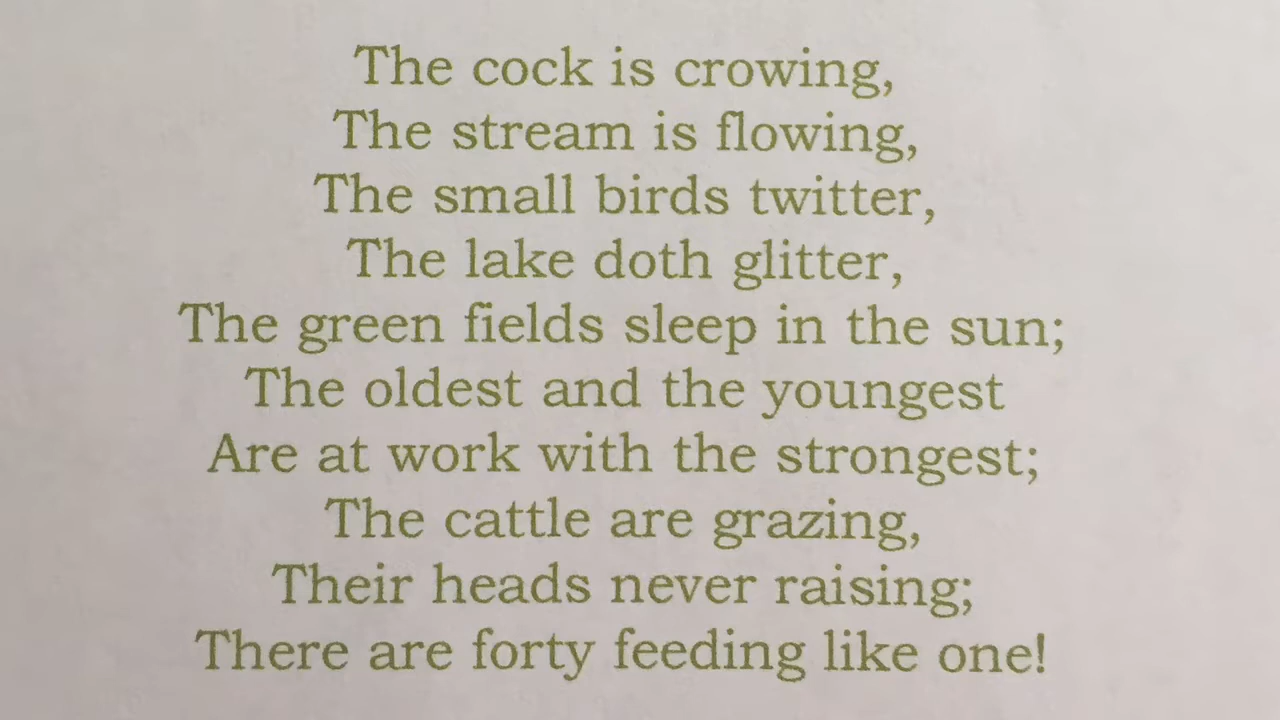 The cock is crowing,
The stream is flowing,
The small birds twitter,
The lake doth glitter,
The green fields sleep in the sun;
The oldest and the youngest
Are at work with the strongest;
The cattle are grazing,
Their heads never raising;
There are forty feeding like one!